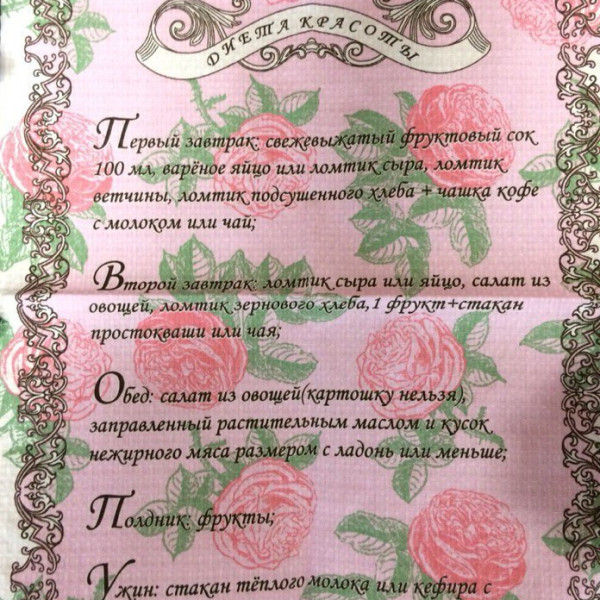 ДИЕТА КРАСОТЫ
Первый завтрак: свежевыжатый фруктовый сок
100 мл, варёное яйцо или ломтик сыра, ломтик
ветчины, ломтик подсушенного хлеба + чашка кофе
с молоком или чай;
Второй завтрак: ломтик сыра или яйцо, салат из
овощей, ломтик зернового хлеба, 1 фрукт+стакан
простокваши или чая;
Обед: салат из овощей(картошку нельзя),
заправленный растительным маслом и кусок
нежирного мяса размером с ладонь или меньше;
Полдник: фрукты;
Ужин: стакан тёплого молока или кефира с